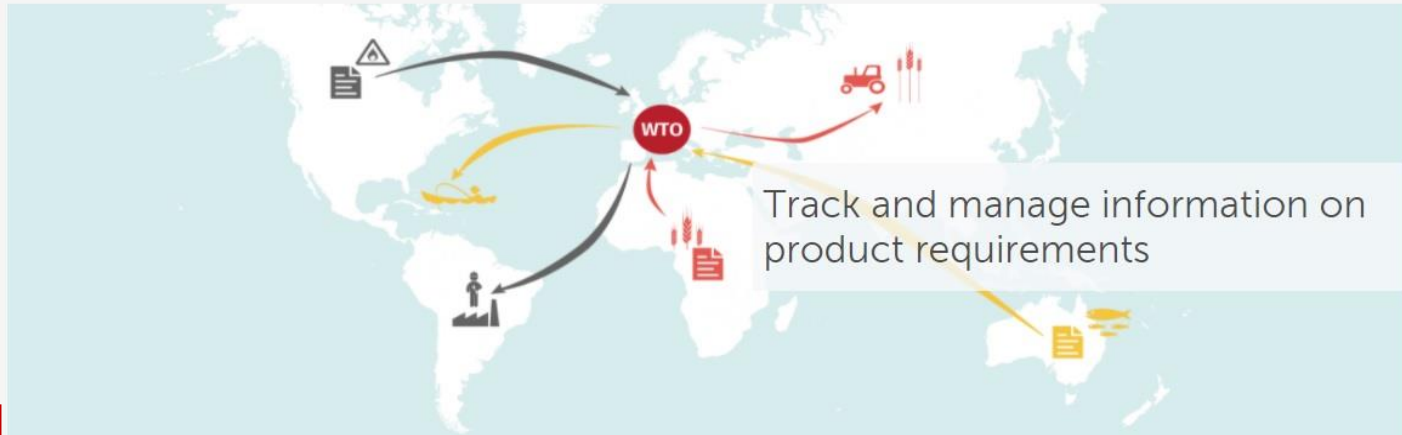 WTO
Track and manage information on
product requirements